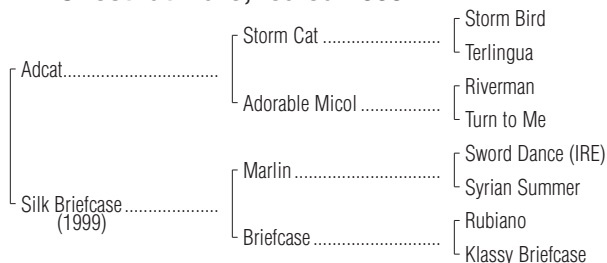 Storm Bird
Storm Cat ........................
Terlingua
Adcat..................................
Riverman
Adorable Micol .................
Turn to Me
Sword Dance (IRE)
Marlin ...............................
Syrian Summer
Silk Briefcase ....................
(1999)
Rubiano
Briefcase ...........................
Klassy Briefcase